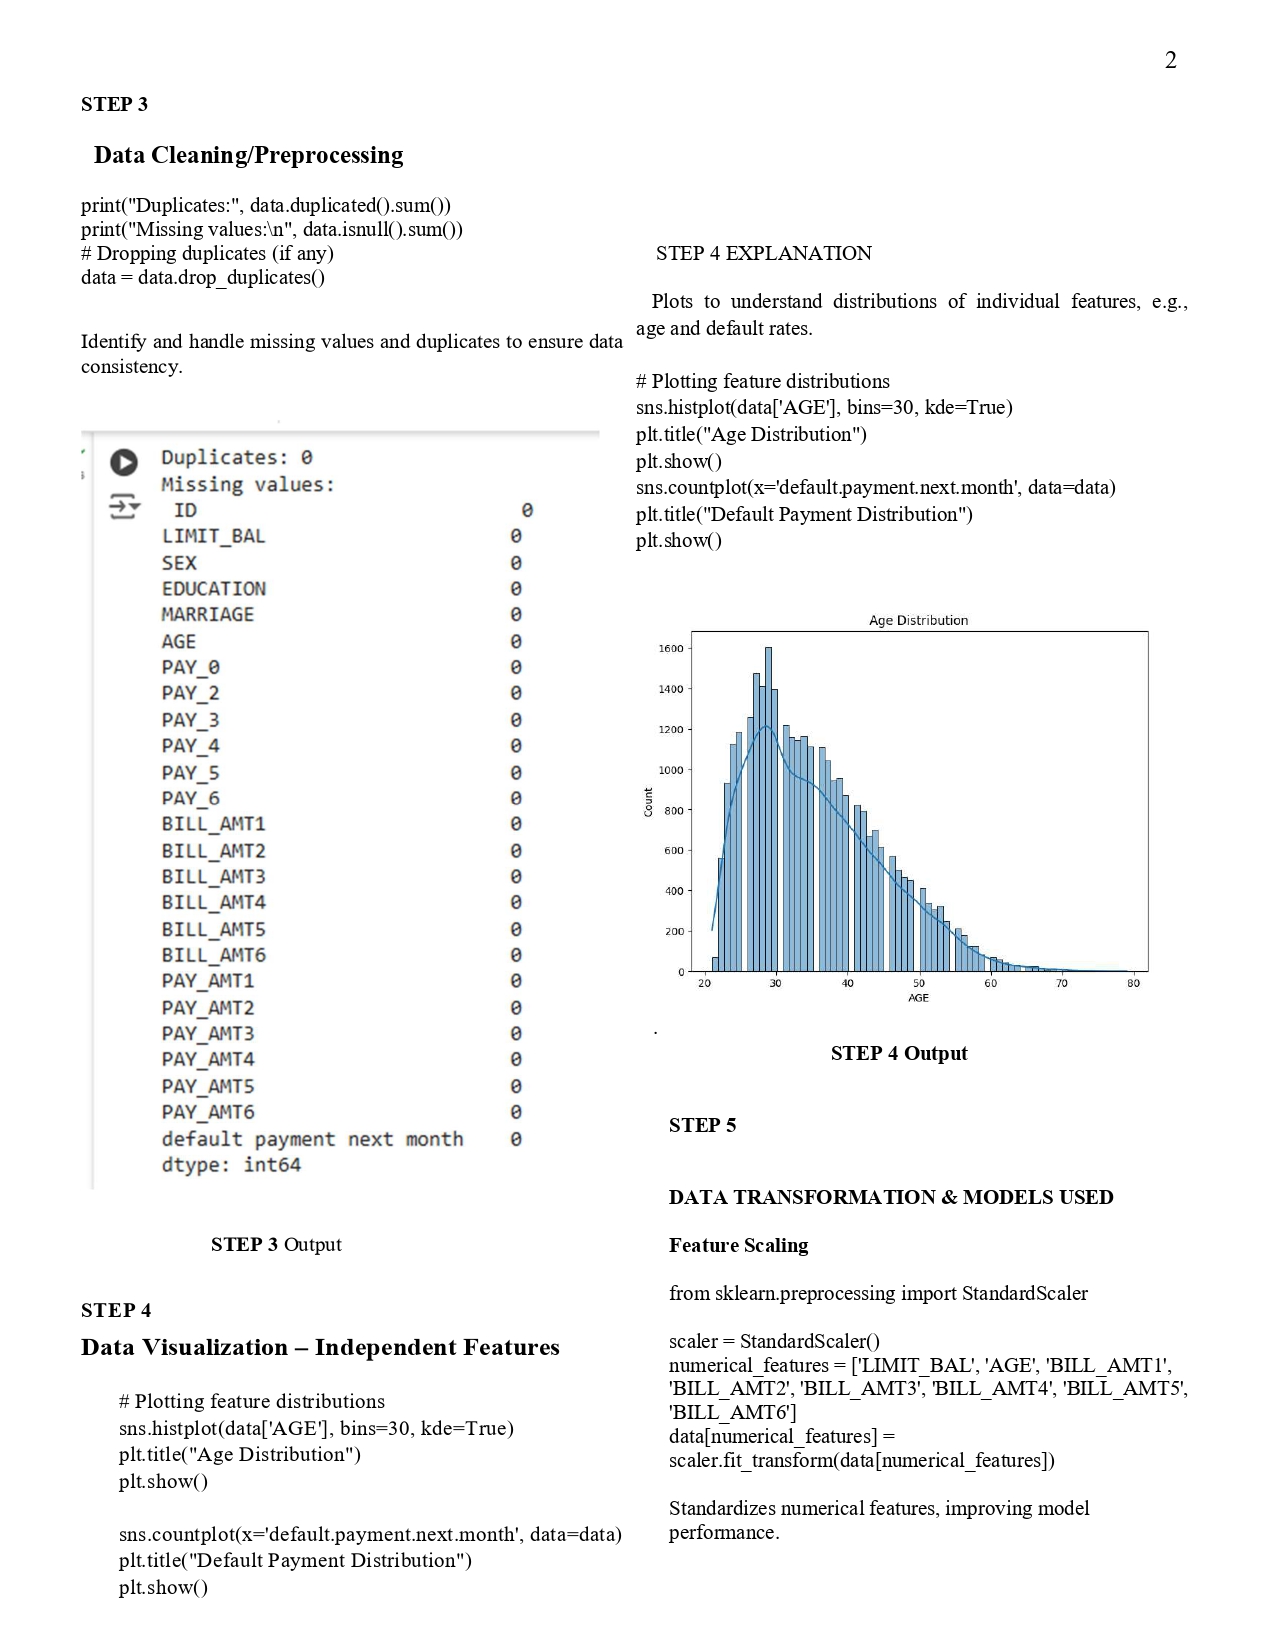 2
STEP 3
Data Cleaning/Preprocessing
print("Duplicates:", data.duplicated().sum())
print("Missing values:\n", data.isnull().sum())
# Dropping duplicates (if any)
data = data.drop_duplicates()
Identify and handle missing values and duplicates to ensure data
consistency.
Duplicates: 0
Missing values:
ID 0
LIMIT_BAL 0
SEX 0
EDUCATION 0
MARRIAGE 0
AGE 0
PAY_0 0
PAY_2 0
PAY_3 0
PAY_4 0
PAY_5 0
PAY_6 0
BILL_AMT1 0
BILL_AMT2 0
BILL_AMT3 0
BILL_AMT4 0
BILL_AMT5 0
BILL_AMT6 0
PAY_AMT1 0
PAY_AMT2 0
PAY_AMT3 0
PAY_AMT4 0
PAY_AMT5 0
PAY_AMT6 0
default payment next month 0
dtype: int64
STEP 3 Output
STEP 4
Data Visualization – Independent Features
# Plotting feature distributions
sns.histplot(data['AGE'], bins=30, kde=True)
plt.title("Age Distribution")
plt.show()
sns.countplot(x='default.payment.next.month', data=data)
plt.title("Default Payment Distribution")
plt.show()
STEP 4 EXPLANATION
Plots to understand distributions of individual features, e.g.,
age and default rates.
# Plotting feature distributions
sns.histplot(data['AGE'], bins=30, kde=True)
plt.title("Age Distribution")
plt.show()
sns.countplot(x='default.payment.next.month', data=data)
plt.title("Default Payment Distribution")
plt.show()
Age Distribution
1600
1400
1200
1000
800
600
400
200
0
Count
20 30 40 50 60 70 80
AGE
.
STEP 4 Output
STEP 5
DATA TRANSFORMATION & MODELS USED
Feature Scaling
from sklearn.preprocessing import StandardScaler
scaler = StandardScaler()
numerical_features = ['LIMIT_BAL', 'AGE', 'BILL_AMT1',
'BILL_AMT2', 'BILL_AMT3', 'BILL_AMT4', 'BILL_AMT5',
'BILL_AMT6']
data[numerical_features] =
scaler.fit_transform(data[numerical_features])
Standardizes numerical features, improving model
performance.